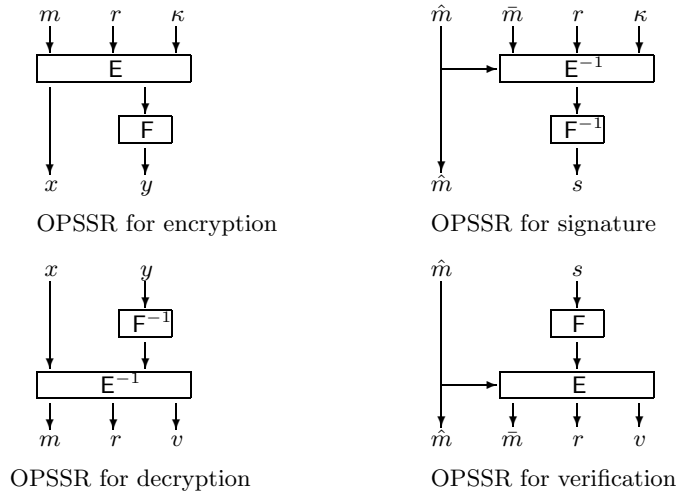 m r κ
E
F
x y
OPSSR for encryption
m̂ m̄ r κ
E⁻¹
F⁻¹
m̂ s
OPSSR for signature
x y
F⁻¹
E⁻¹
m r v
OPSSR for decryption
m̂ s
F
E
m̂ m̄ r v
OPSSR for verification